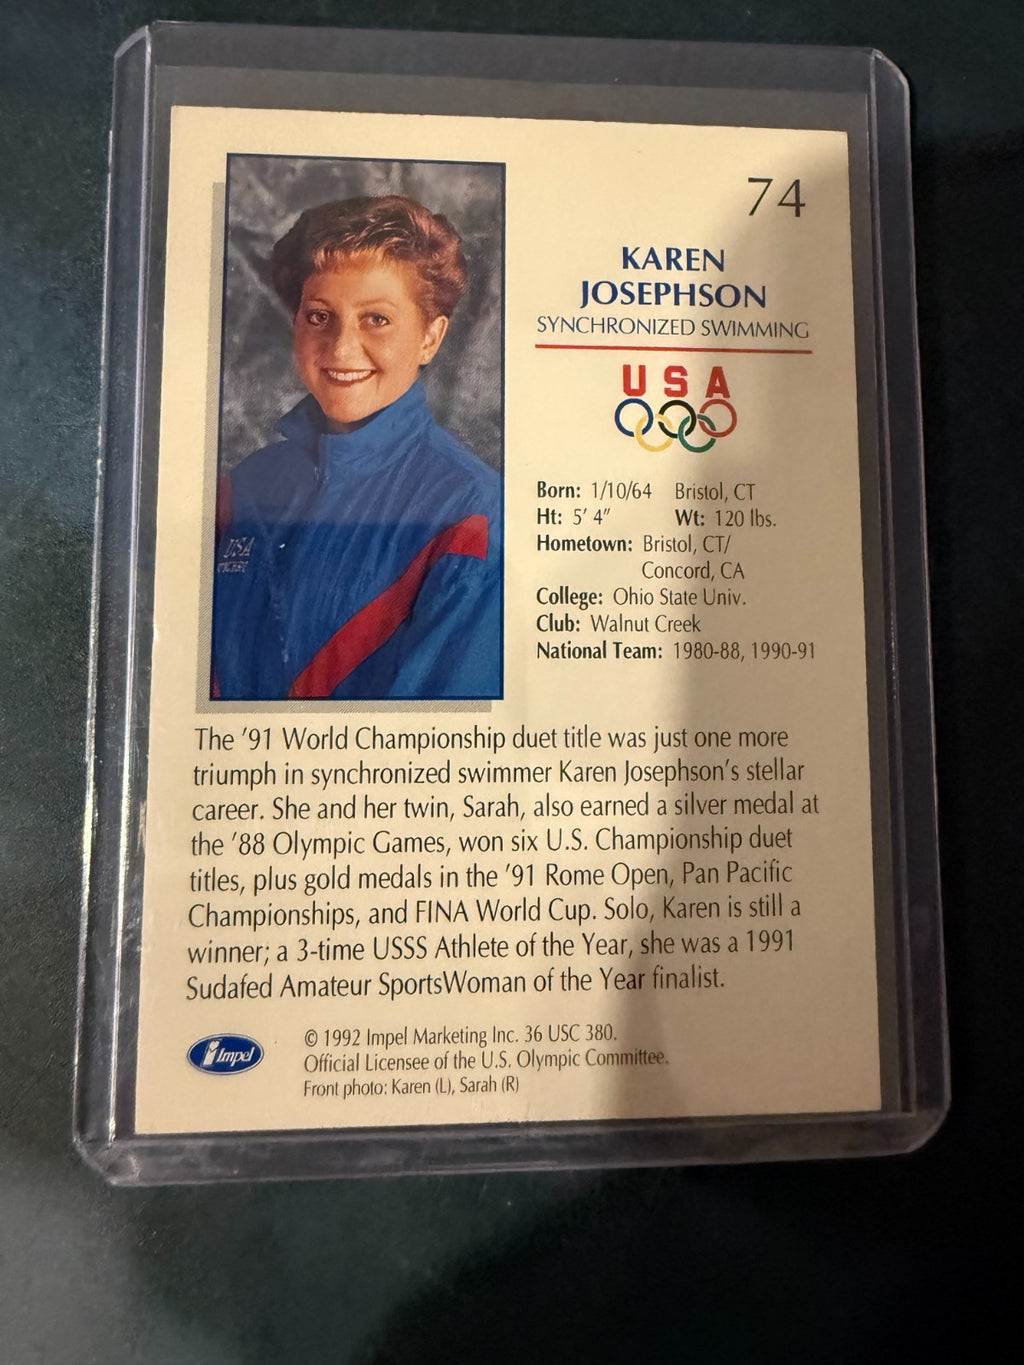 74
KAREN
JOSEPHSON
SYNCHRONIZED SWIMMING
USA
Born: 1/10/64 Bristol, CT
Ht: 5' 4" Wt: 120 lbs.
Hometown: Bristol, CT/
Concord, CA
College: Ohio State Univ.
Club: Walnut Creek
National Team: 1980-88, 1990-91
USA
The '91 World Championship duet title was just one more
triumph in synchronized swimmer Karen Josephson's stellar
career. She and her twin, Sarah, also earned a silver medal at
the '88 Olympic Games, won six U.S. Championship duet
titles, plus gold medals in the '91 Rome Open, Pan Pacific
Championships, and FINA World Cup. Solo, Karen is still a
winner; a 3-time USSS Athlete of the Year, she was a 1991
Sudafed Amateur SportsWoman of the Year finalist.
Impel
© 1992 Impel Marketing Inc. 36 USC 380.
Official Licensee of the U.S. Olympic Committee.
Front photo: Karen (L), Sarah (R)